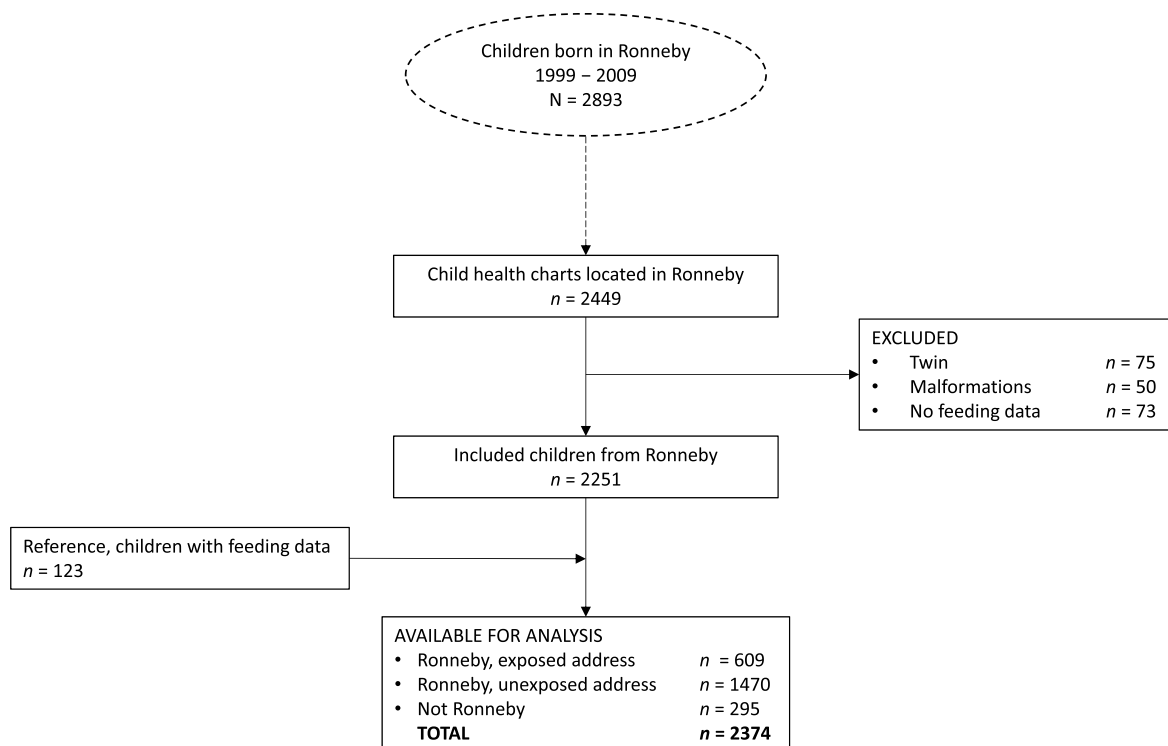 Children born in Ronneby
1999 – 2009
N = 2893
Child health charts located in Ronneby
n = 2449
EXCLUDED
• Twin n = 75
• Malformations n = 50
• No feeding data n = 73
Included children from Ronneby
n = 2251
Reference, children with feeding data
n = 123
AVAILABLE FOR ANALYSIS
• Ronneby, exposed address n = 609
• Ronneby, unexposed address n = 1470
• Not Ronneby n = 295
TOTAL n = 2374